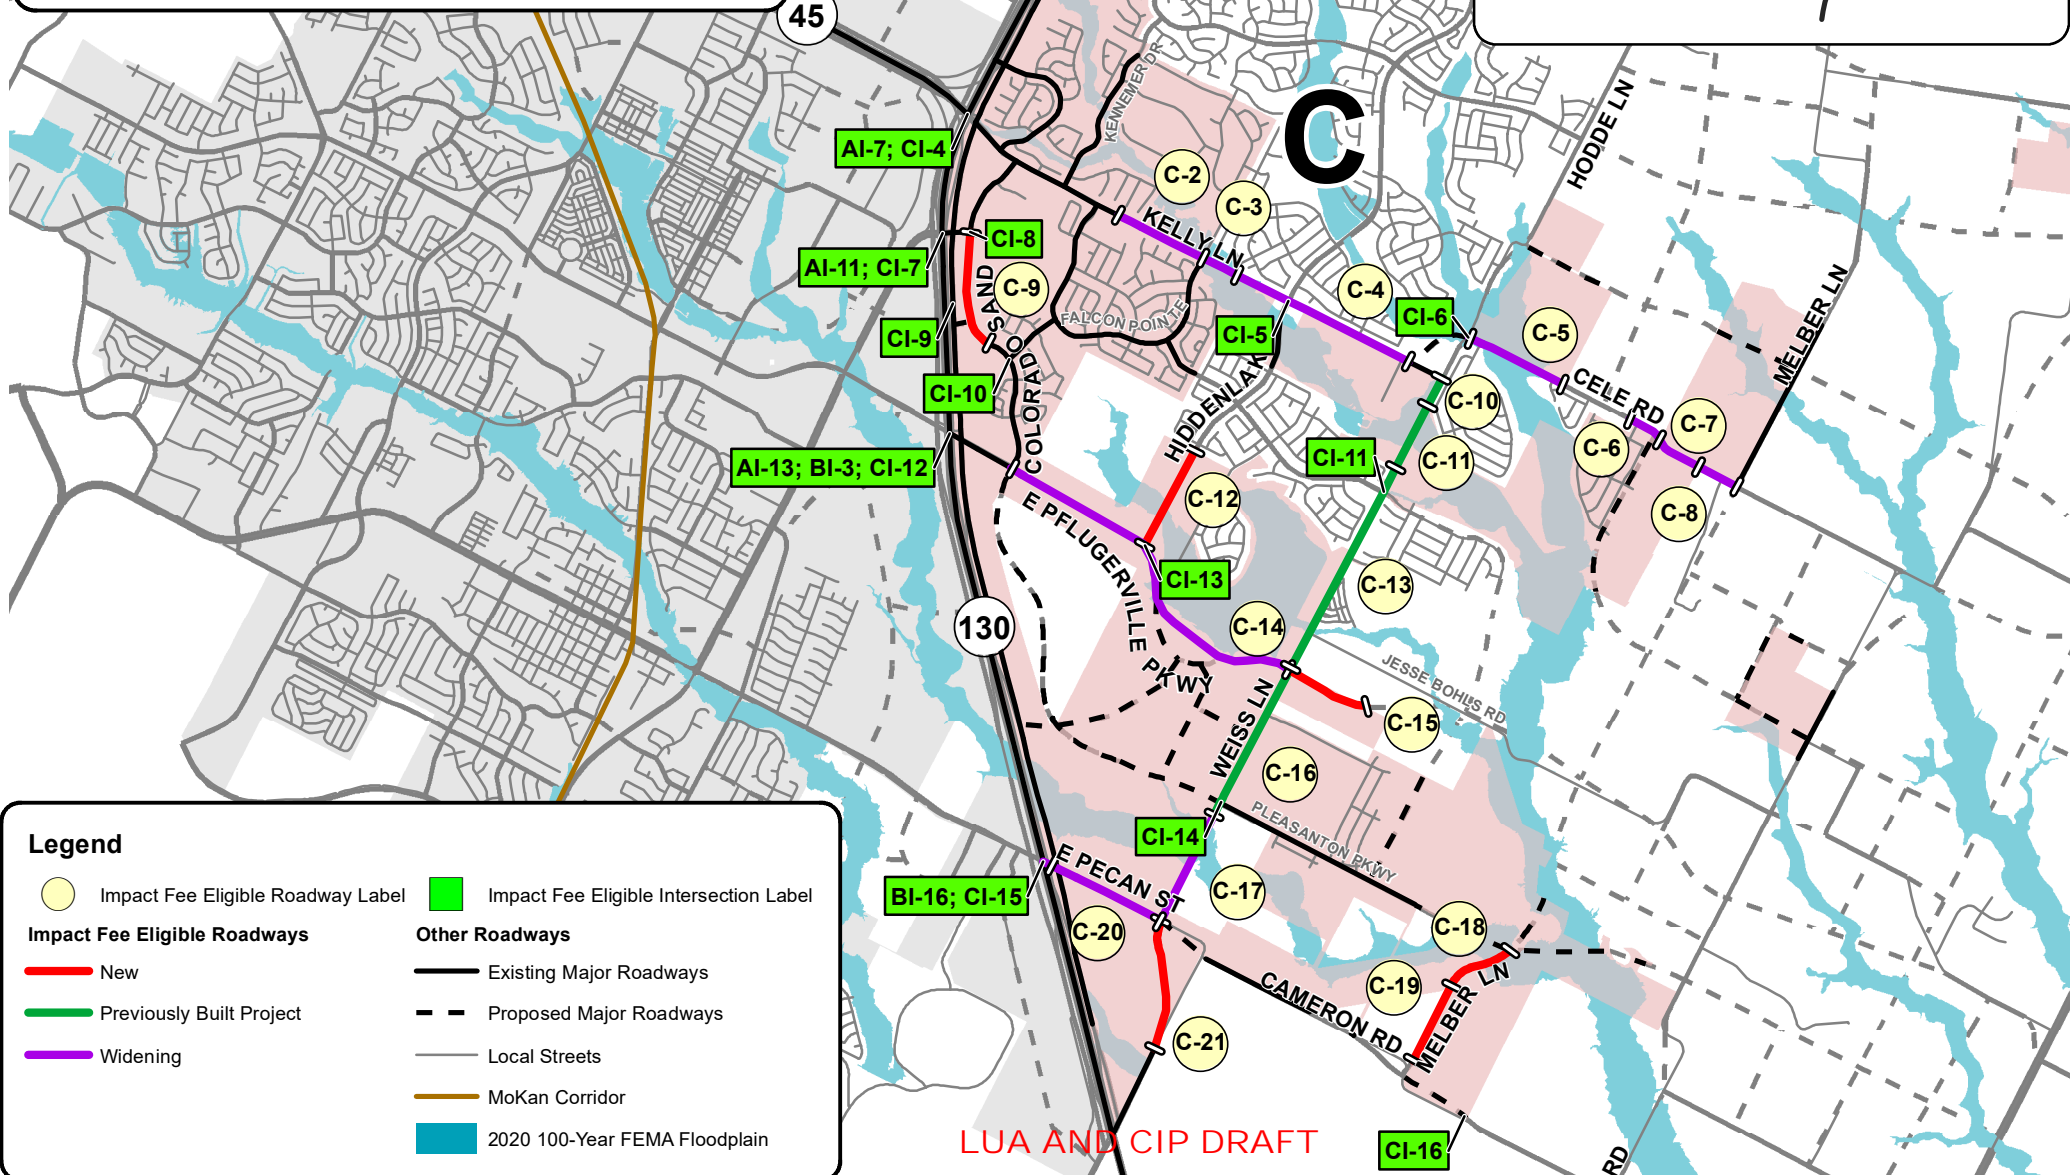 45
C
KENNEMER DR
HODDE LN
AI-7; CI-4
C-2
C-3
KELLY LN
CI-8
AI-11; CI-7
C-9
COLORADO SAND
FALCON POINTE
C-4
CI-6
C-5
MELBER LN
CI-9
CI-5
CI-10
HIDDENLAK
CELE RD
C-10
C-7
C-6
AI-13; BI-3; CI-12
CI-11
C-11
C-12
C-8
E PFLUGERVILLE PKWY
CI-13
C-13
130
C-14
JESSE BOHLS RD
WEISS LN
C-15
C-16
PLEASANTON PKWY
CI-14
E PECAN ST
BI-16; CI-15
C-17
C-20
C-18
C-19
MELBER LN
CAMERON RD
C-21
CI-16
RD
LUA AND CIP DRAFT
Legend
Impact Fee Eligible Roadway Label
Impact Fee Eligible Intersection Label
Impact Fee Eligible Roadways
New
Previously Built Project
Widening
Other Roadways
Existing Major Roadways
Proposed Major Roadways
Local Streets
MoKan Corridor
2020 100-Year FEMA Floodplain